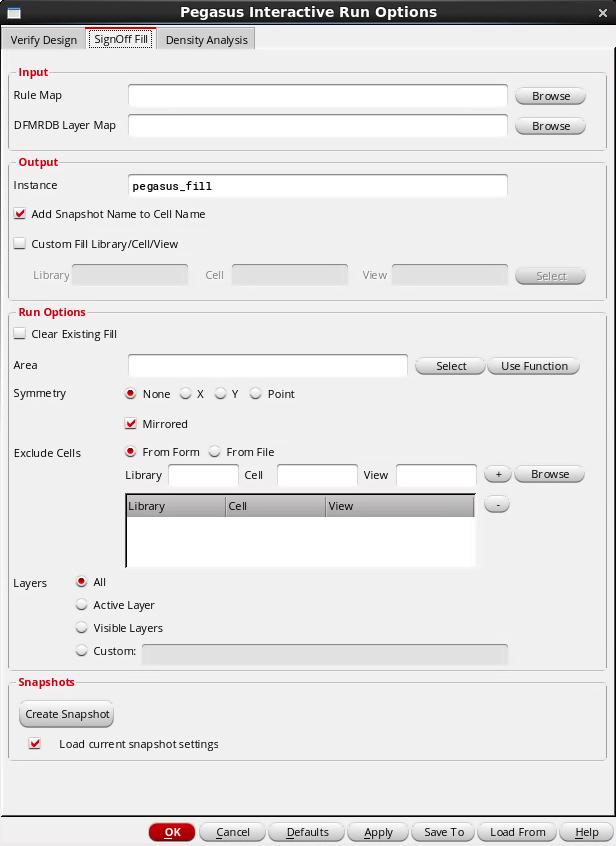 Pegasus Interactive Run Options
Verify Design SignOff Fill Density Analysis
Input
Rule Map Browse
DFMRDB Layer Map Browse
Output
Instance pegasus_fill
Add Snapshot Name to Cell Name
Custom Fill Library/Cell/View
Library Cell View Select
Run Options
Clear Existing Fill
Area Select Use Function
Symmetry None X Y Point
Mirrored
Exclude Cells From Form From File
Library Cell View + Browse
Library Cell View -
Layers All
Active Layer
Visible Layers
Custom:
Snapshots
Create Snapshot
Load current snapshot settings
OK Cancel Defaults Apply Save To Load From Help